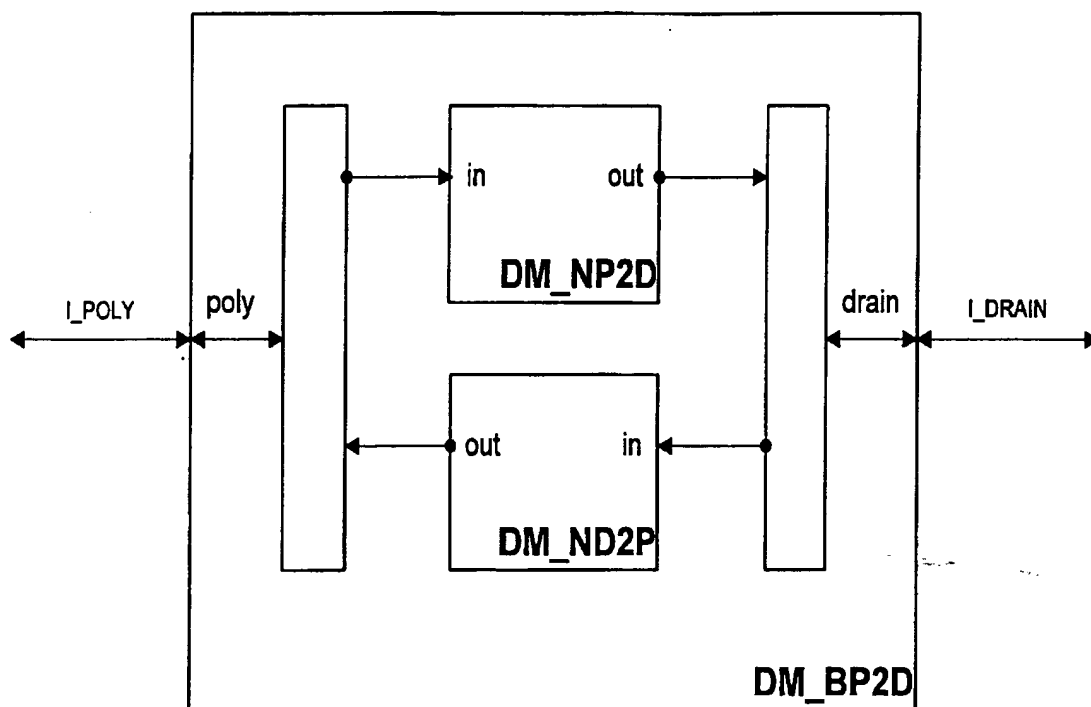 in
out
DM_NP2D
I_POLY
poly
drain
I_DRAIN
out
in
DM_ND2P
DM_BP2D